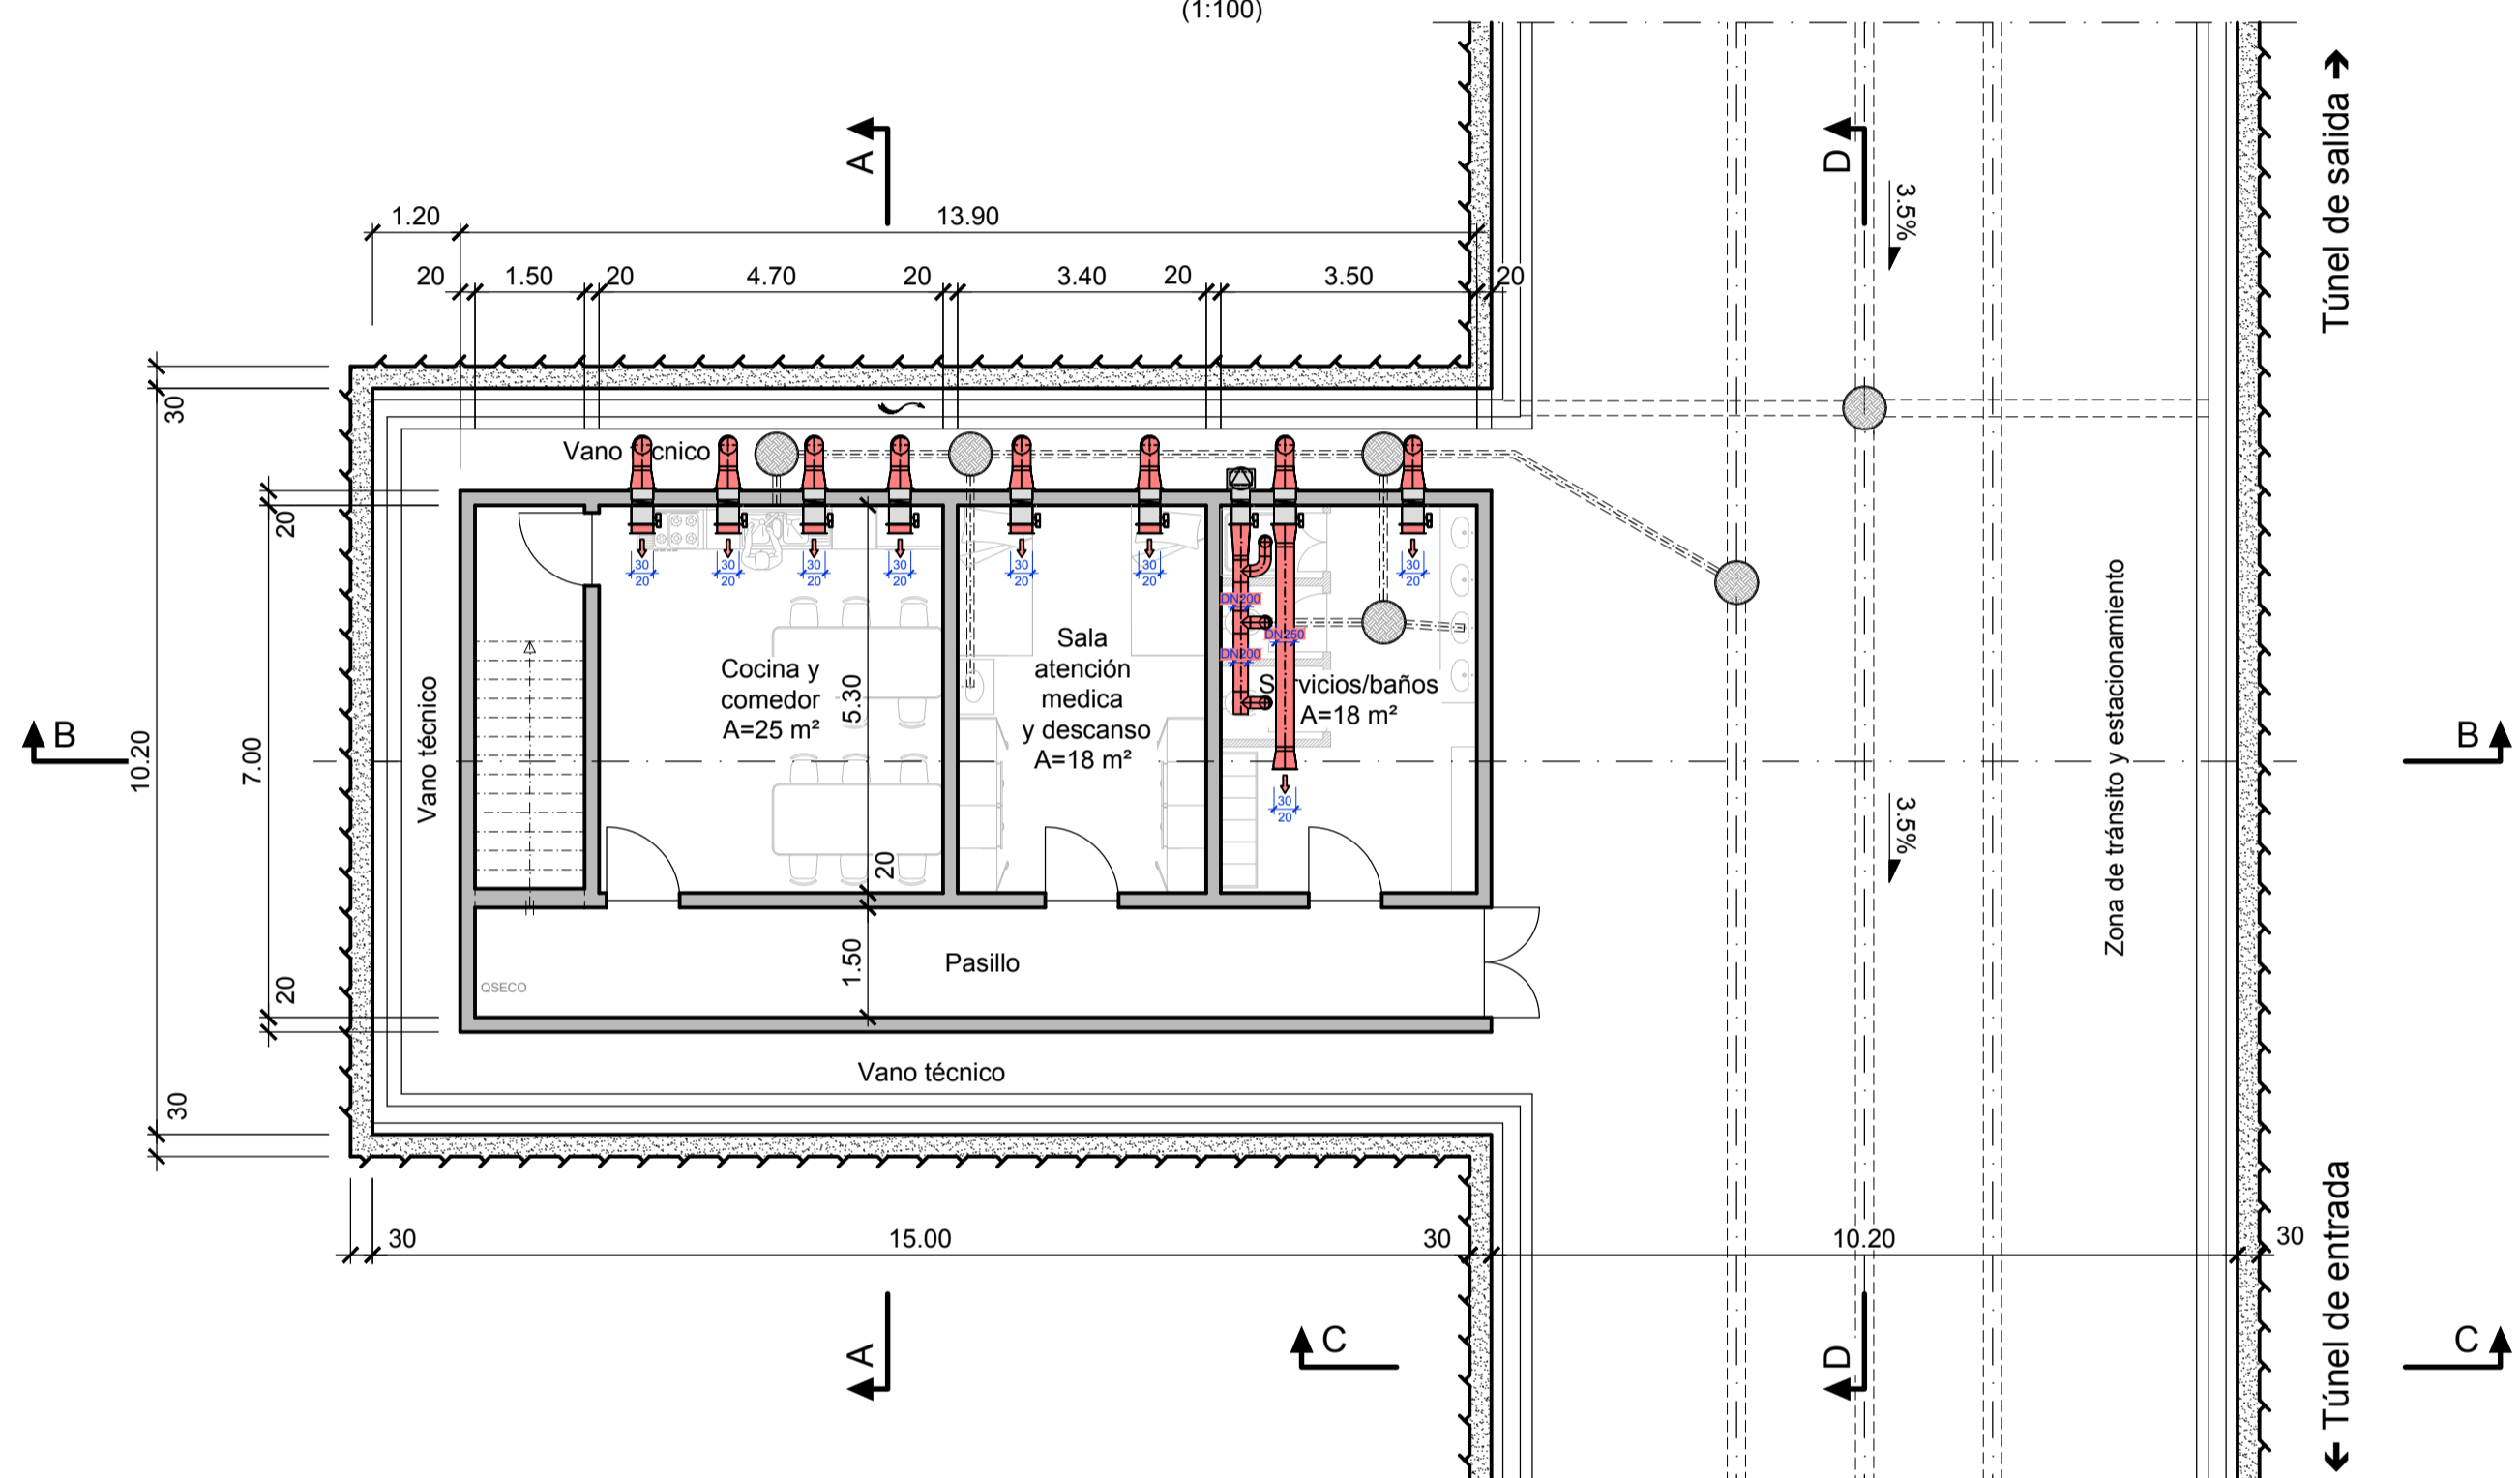 (1:100)
A
D
3.5%
Túnel de salida →
1.20
13.90
20
1.50
20
4.70
20
3.40
20
3.50
20
30
Vano técnico
20
30
20
30
20
30
20
30
20
30
20
30
20
30
20
DN200
DN250
DN200
Cocina y
comedor
A=25 m²
5.30
Sala
atención
medica
y descanso
A=18 m²
Servicios/baños
A=18 m²
30
20
Vano técnico
Zona de tránsito y estacionamiento
B
10.20
7.00
B
3.5%
20
1.50
Pasillo
QSECO
20
Vano técnico
30
30
15.00
30
10.20
30
A
C
D
C
← Túnel de entrada